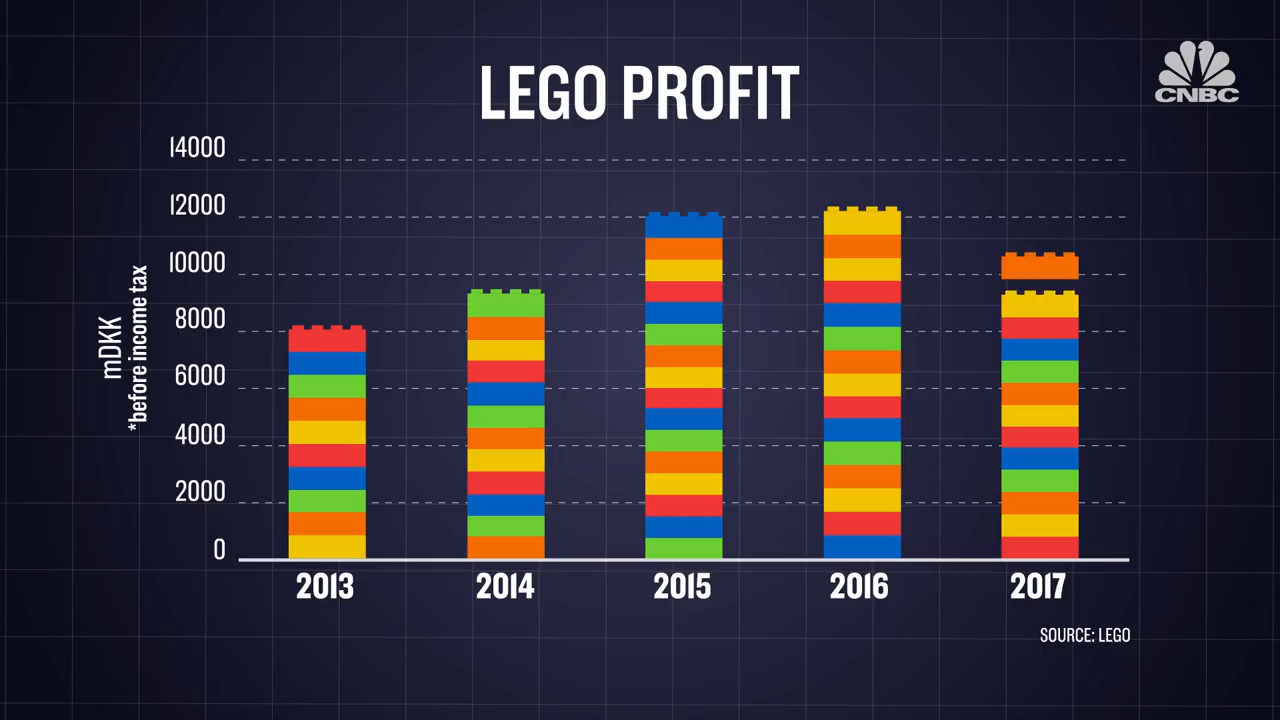 LEGO PROFIT
CNBC
14000
12000
10000
8000
6000
4000
2000
0
mDKK
*before income tax
2013 2014 2015 2016 2017
SOURCE: LEGO